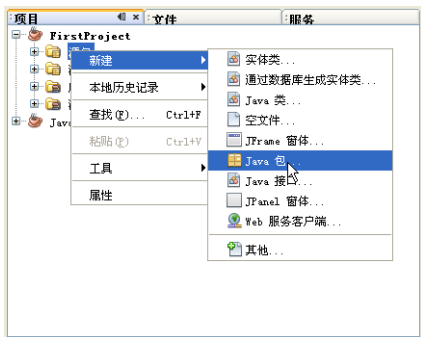 项目
文件
服务
FirstProject
新建
本地历史记录
查找(F)... Ctrl+F
粘贴(P) Ctrl+V
工具
属性
实体类...
通过数据库生成实体类...
Java 类...
空文件...
JFrame 窗体...
Java 包...
Java 接口...
JPanel 窗体...
Web 服务客户端...
其他...
Java